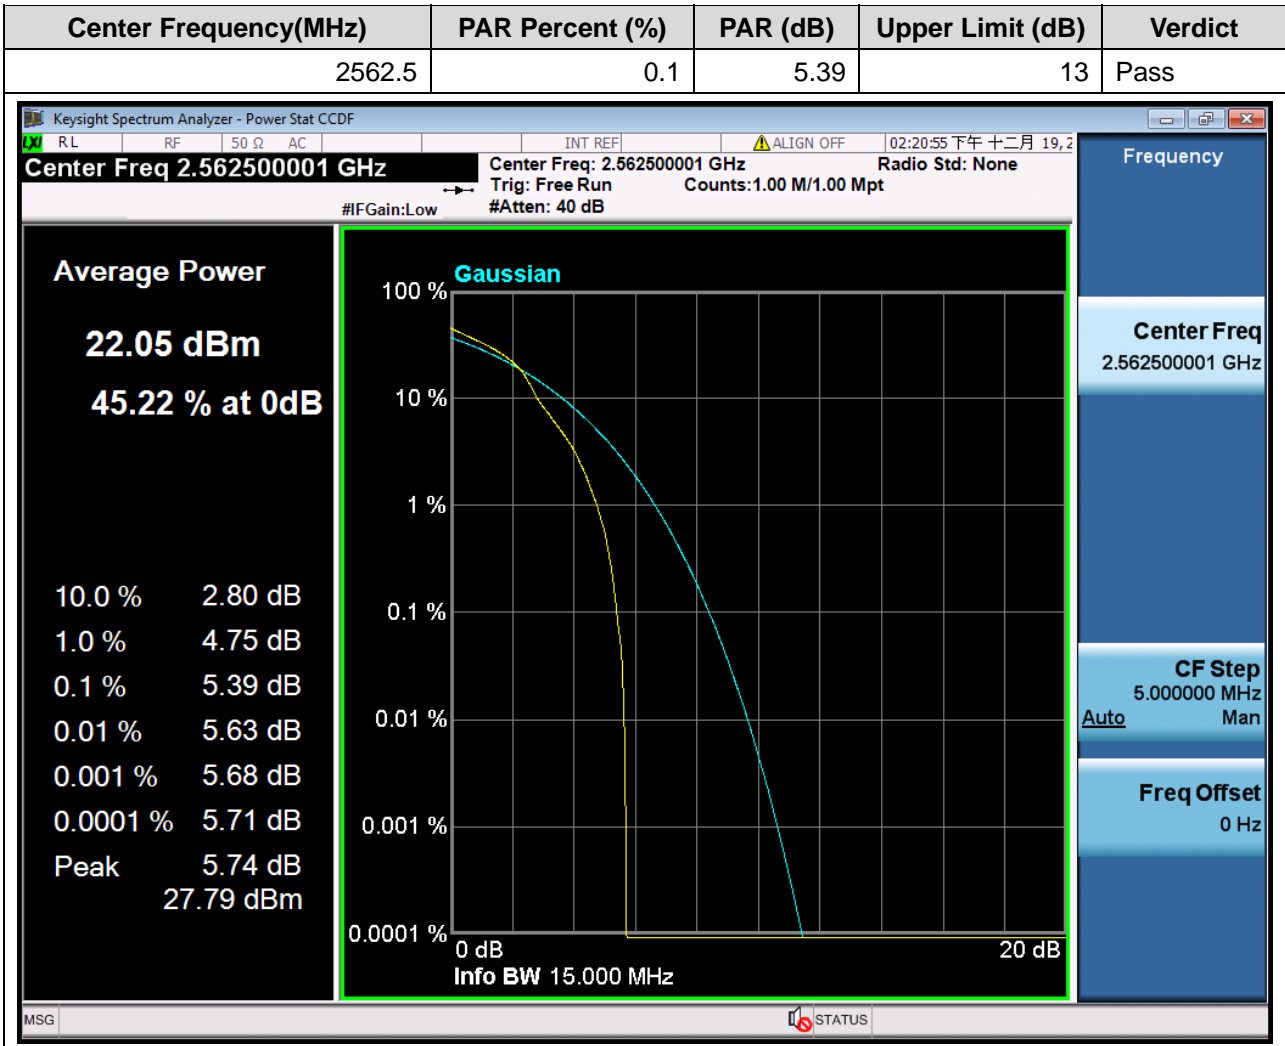 Center Frequency(MHz) PAR Percent (%) PAR (dB) Upper Limit (dB) Verdict
2562.5 0.1 5.39 13 Pass
Keysight Spectrum Analyzer - Power Stat CCDF
LXI RL RF 50 Ω AC INT REF ALIGN OFF 02:20:55 下午 十二月 19, 2
Center Freq 2.562500001 GHz
#IFGain:Low
Center Freq: 2.562500001 GHz Radio Std: None
Trig: Free Run Counts:1.00 M/1.00 Mpt
#Atten: 40 dB
Average Power
22.05 dBm
45.22 % at 0dB
10.0 % 2.80 dB
1.0 % 4.75 dB
0.1 % 5.39 dB
0.01 % 5.63 dB
0.001 % 5.68 dB
0.0001 % 5.71 dB
Peak 5.74 dB
27.79 dBm
Gaussian
100 %
10 %
1 %
0.1 %
0.01 %
0.001 %
0.0001 %
0 dB 20 dB
Info BW 15.000 MHz
Frequency
Center Freq
2.562500001 GHz
CF Step
5.000000 MHz
Auto Man
Freq Offset
0 Hz
MSG STATUS